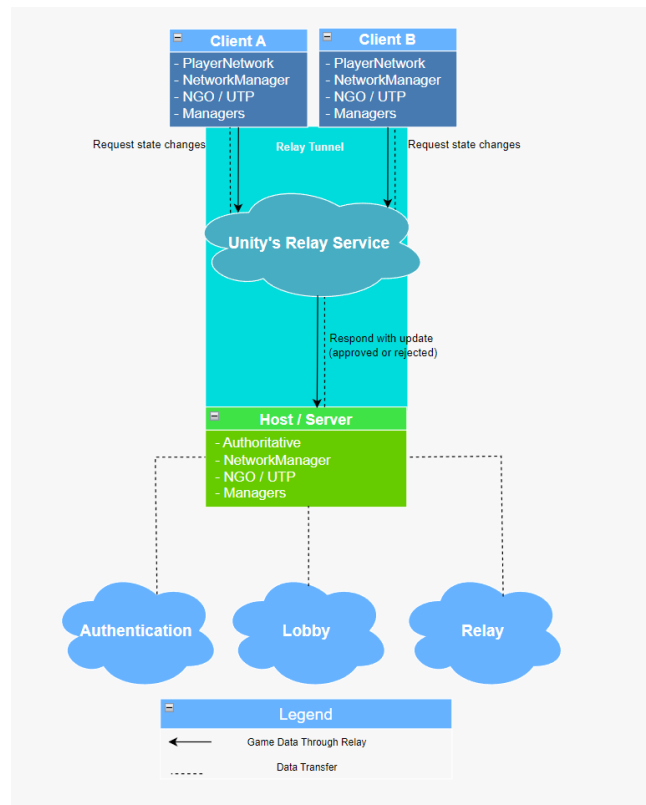 Client A
- PlayerNetwork
- NetworkManager
- NGO / UTP
- Managers
Client B
- PlayerNetwork
- NetworkManager
- NGO / UTP
- Managers
Request state changes
Relay Tunnel
Request state changes
Unity's Relay Service
Respond with update
(approved or rejected)
Host / Server
- Authoritative
- NetworkManager
- NGO / UTP
- Managers
Authentication
Lobby
Relay
Legend
Game Data Through Relay
Data Transfer